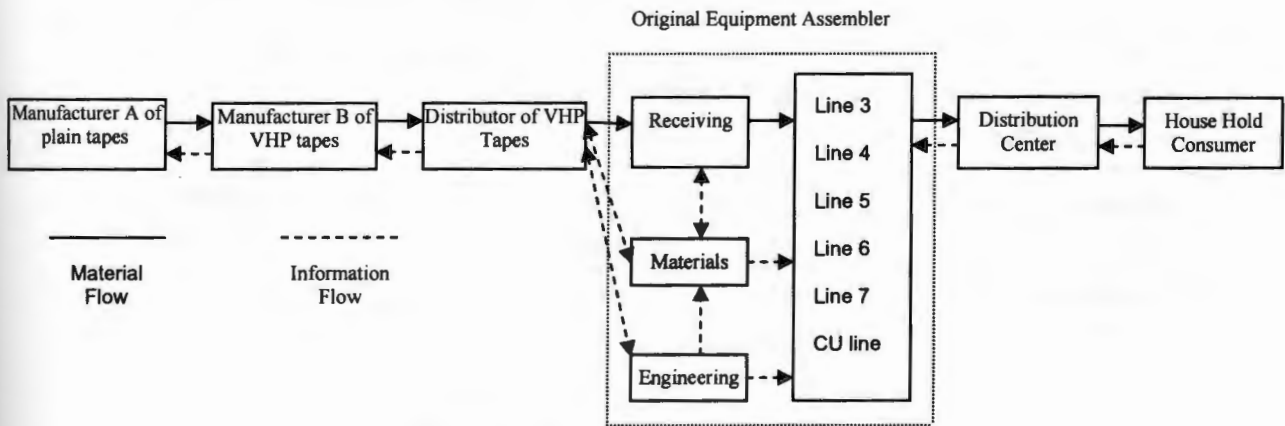 Original Equipment Assembler
Manufacturer A of
plain tapes
Manufacturer B of
VHP tapes
Distributor of VHP
Tapes
Receiving
Materials
Engineering
Line 3
Line 4
Line 5
Line 6
Line 7
CU line
Distribution
Center
House Hold
Consumer
Material
Flow
Information
Flow